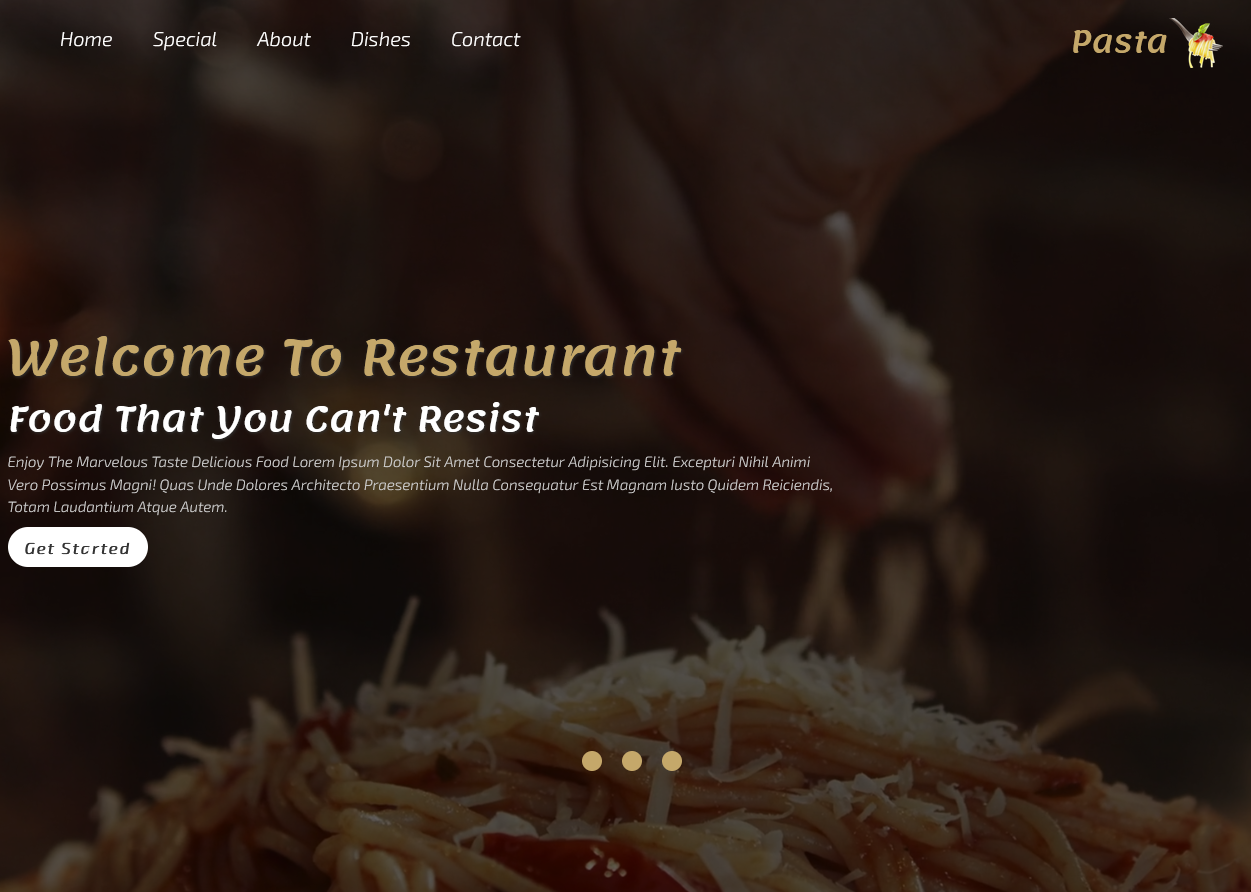 Home Special About Dishes Contact
Pasta
Welcome To Restaurant
Food That You Can't Resist
Enjoy The Marvelous Taste Delicious Food Lorem Ipsum Dolor Sit Amet Consectetur Adipisicing Elit. Excepturi Nihil Animi
Vero Possimus Magni! Quas Unde Dolores Architecto Praesentium Nulla Consequatur Est Magnam Iusto Quidem Reiciendis,
Totam Laudantium Atque Autem.
Get Started